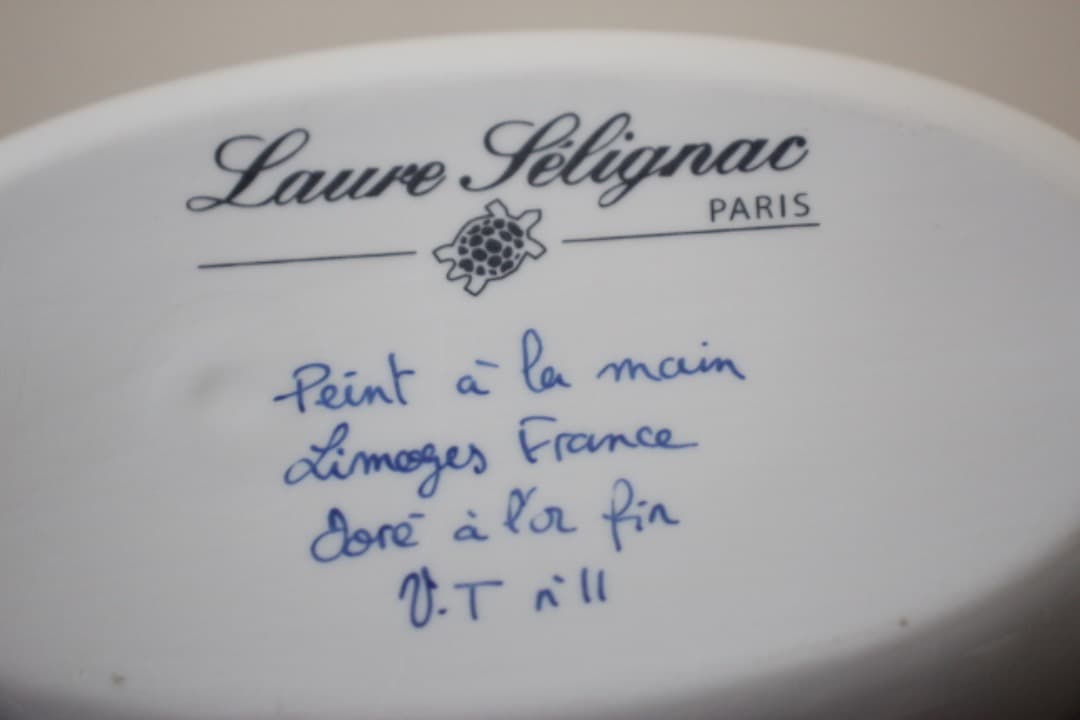 Laure Sélignac
PARIS
Peint à la main
Limoges France
doré à l'or fin
V.T n°11